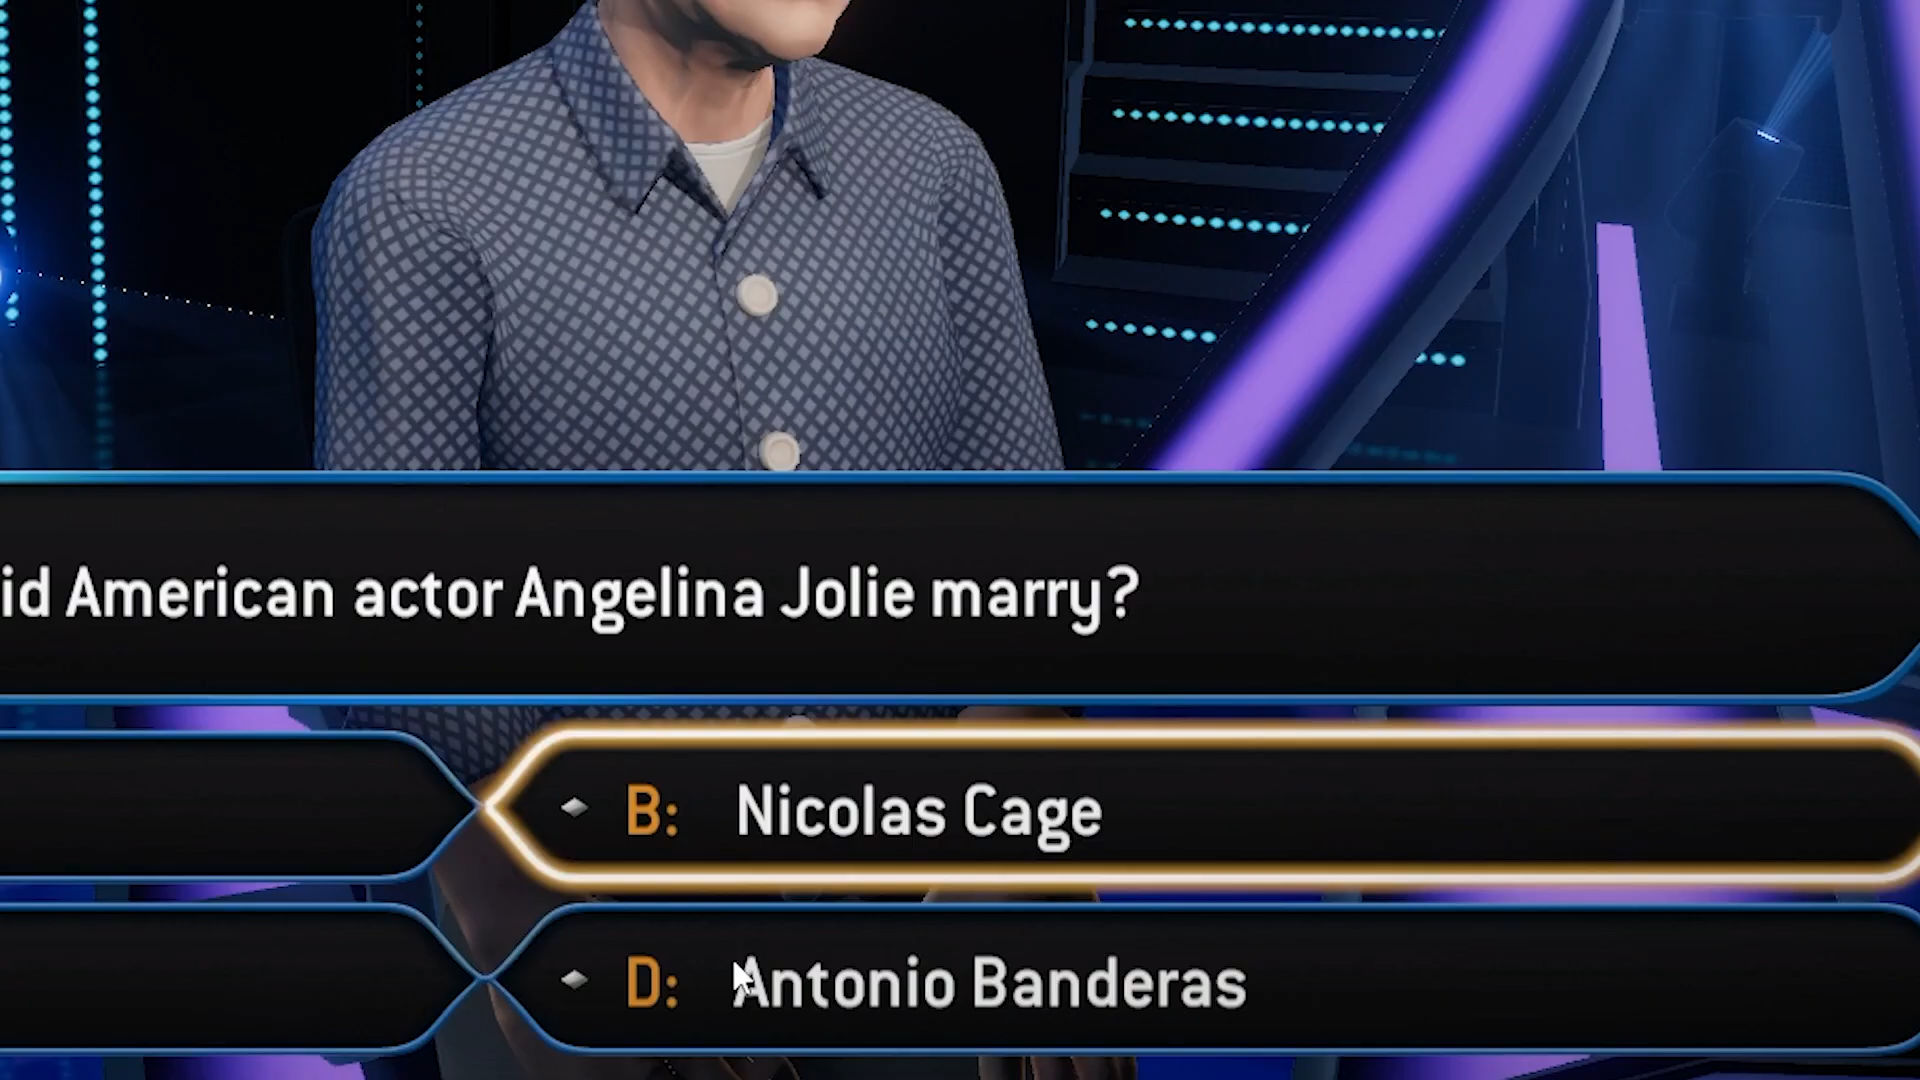 id American actor Angelina Jolie marry?
B: Nicolas Cage
D: Antonio Banderas